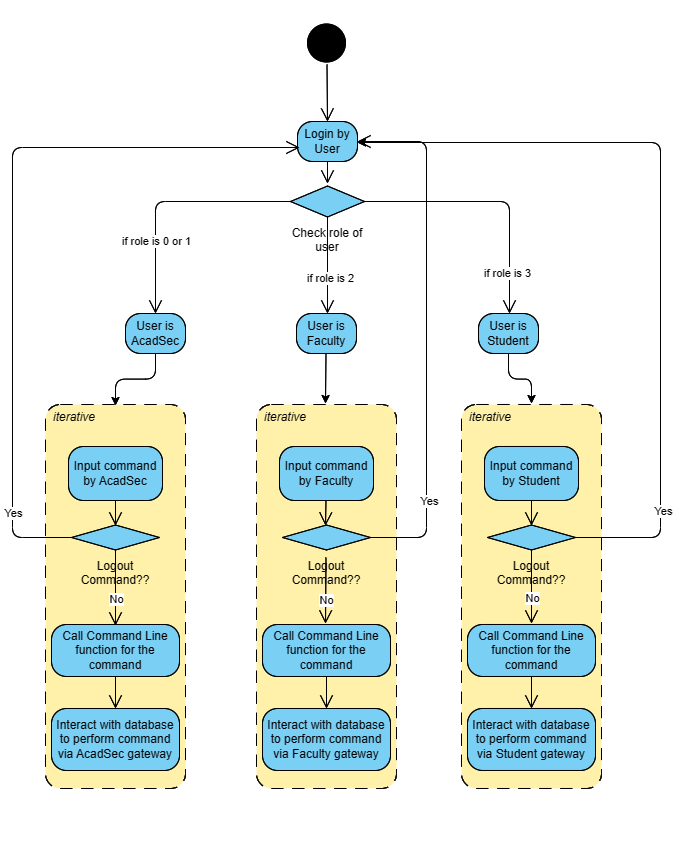 Login by
User
Check role of
user
if role is 0 or 1
if role is 2
if role is 3
User is
AcadSec
User is
Faculty
User is
Student
iterative
iterative
iterative
Input command
by AcadSec
Input command
by Faculty
Input command
by Student
Yes
Yes
Yes
Logout
Command??
Logout
Command??
Logout
Command??
No
No
No
Call Command Line
function for the
command
Call Command Line
function for the
command
Call Command Line
function for the
command
Interact with database
to perform command
via AcadSec gateway
Interact with database
to perform command
via Faculty gateway
Interact with database
to perform command
via Student gateway